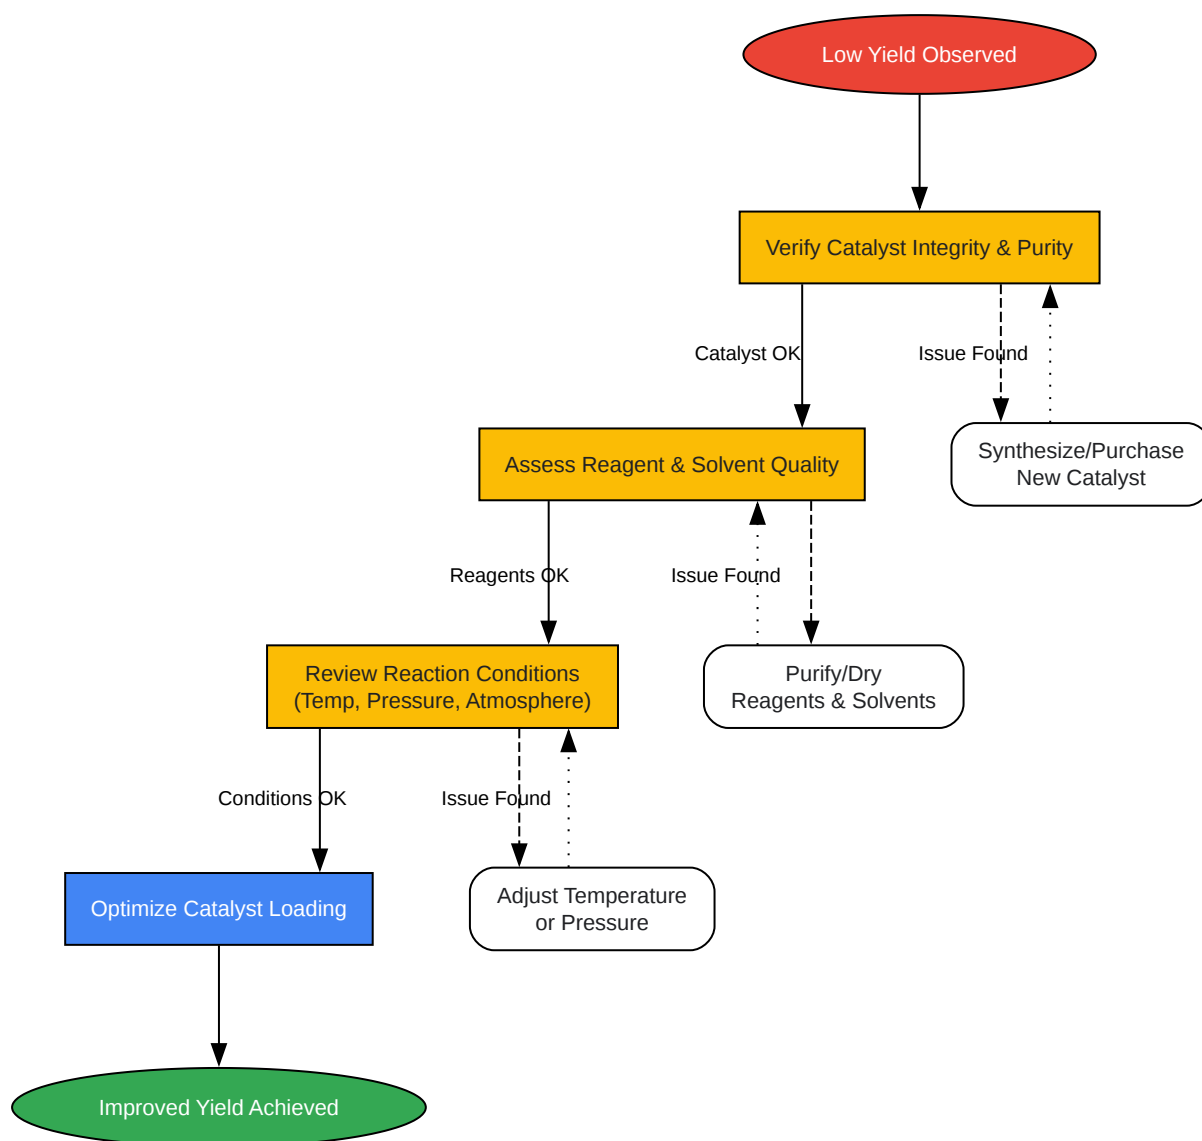 Low Yield Observed
Verify Catalyst Integrity & Purity
Catalyst OK
Issue Found
Synthesize/Purchase
New Catalyst
Assess Reagent & Solvent Quality
Reagents OK
Issue Found
Purify/Dry
Reagents & Solvents
Review Reaction Conditions
(Temp, Pressure, Atmosphere)
Conditions OK
Issue Found
Adjust Temperature
or Pressure
Optimize Catalyst Loading
Improved Yield Achieved